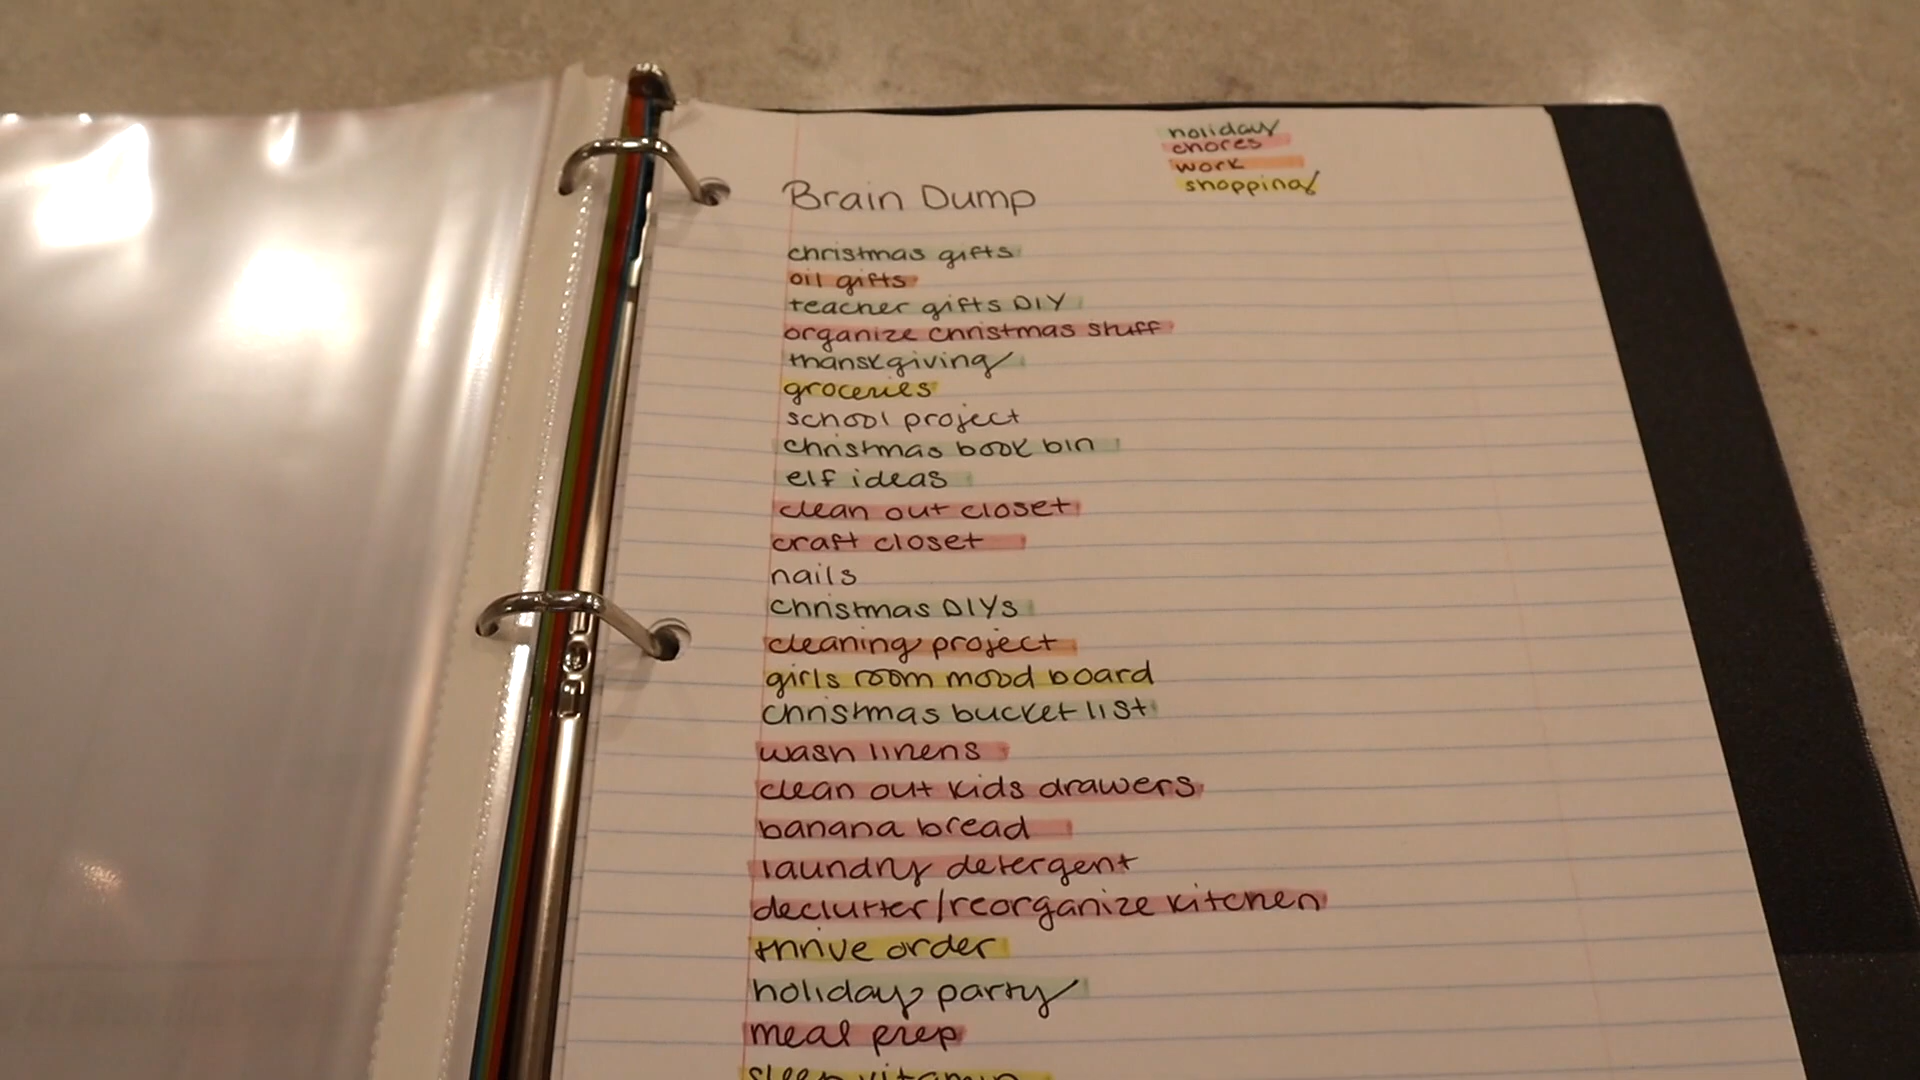 holiday
chores
work
shopping
Brain Dump
christmas gifts
oil gifts
teacher gifts DIY
organize christmas stuff
thanskgiving
groceries
school project
christmas book bin
elf ideas
clean out closet
craft closet
nails
christmas DIYs
cleaning project
girls room mood board
christmas bucket list
wash linens
clean out kids drawers
banana bread
laundry detergent
declutter/reorganize kitchen
thrive order
holiday party
meal prep
sleep vitamin